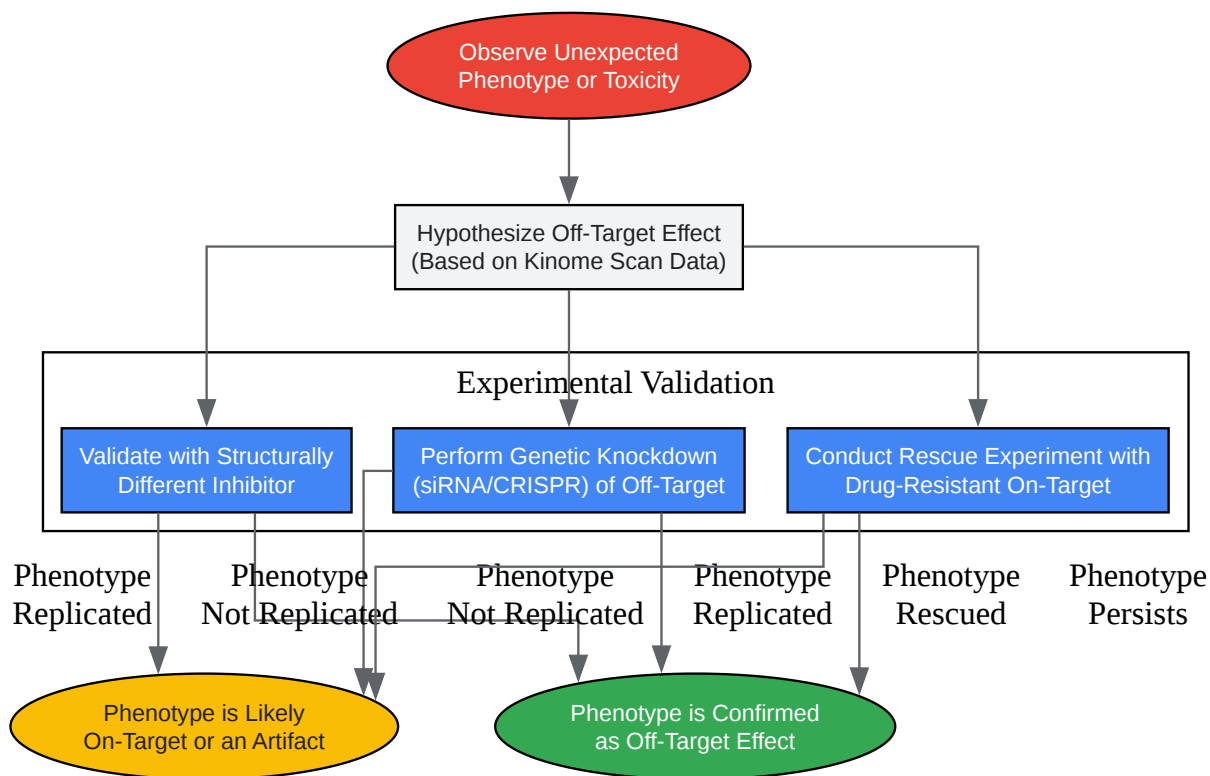 Observe Unexpected
Phenotype or Toxicity
Hypothesize Off-Target Effect
(Based on Kinome Scan Data)
Experimental Validation
Validate with Structurally
Different Inhibitor
Perform Genetic Knockdown
(siRNA/CRISPR) of Off-Target
Conduct Rescue Experiment with
Drug-Resistant On-Target
Phenotype
Replicated
Phenotype
Not Replicated
Phenotype
Not Replicated
Phenotype
Replicated
Phenotype
Rescued
Phenotype
Persists
Phenotype is Likely
On-Target or an Artifact
Phenotype is Confirmed
as Off-Target Effect